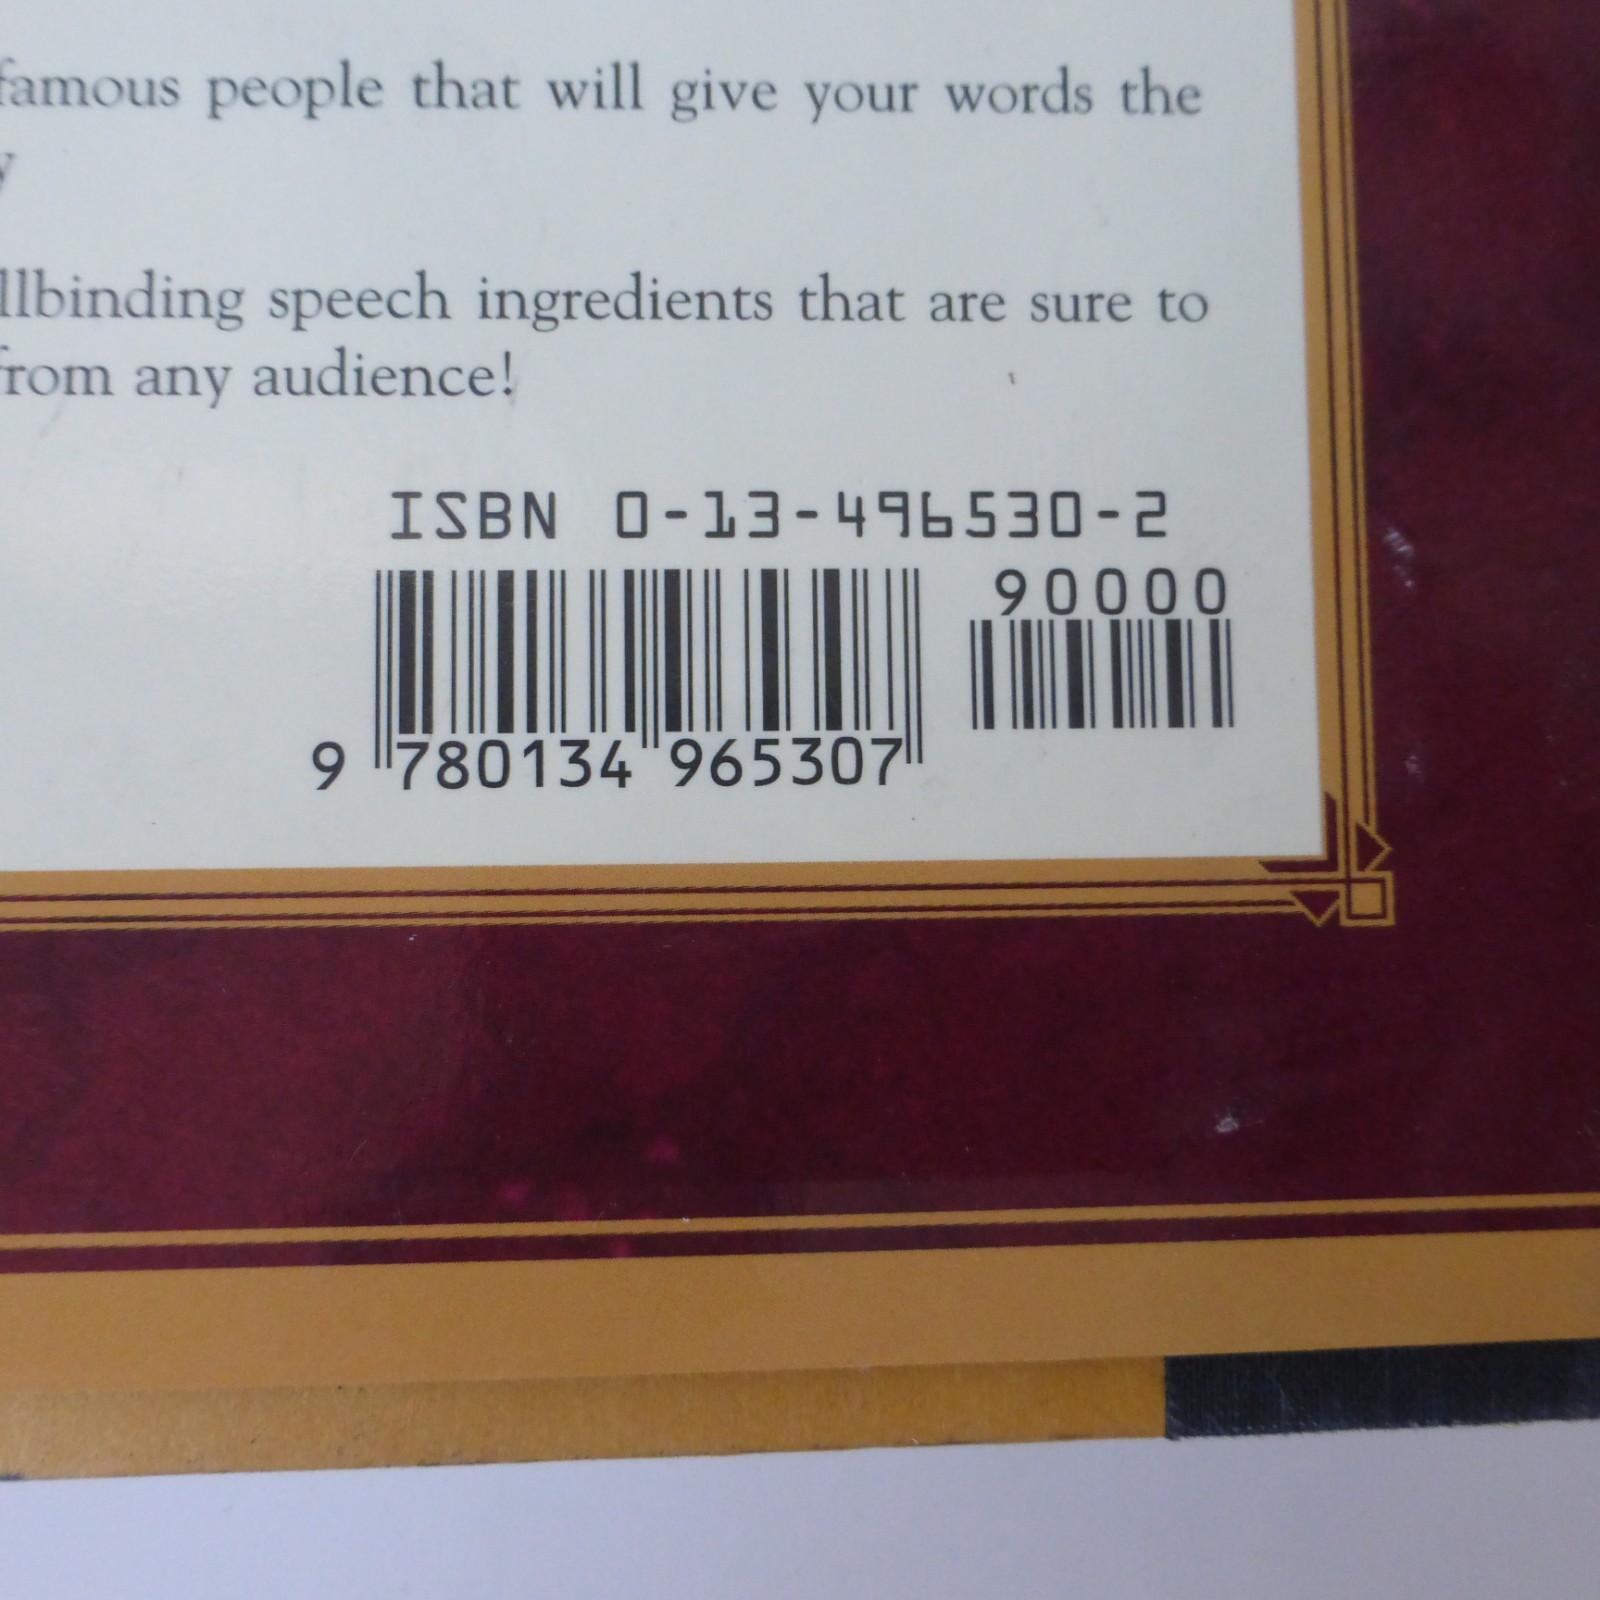 famous people that will give your words the
y
llbinding speech ingredients that are sure to
from any audience!
ISBN 0-13-496530-2
90000
9 780134 965307